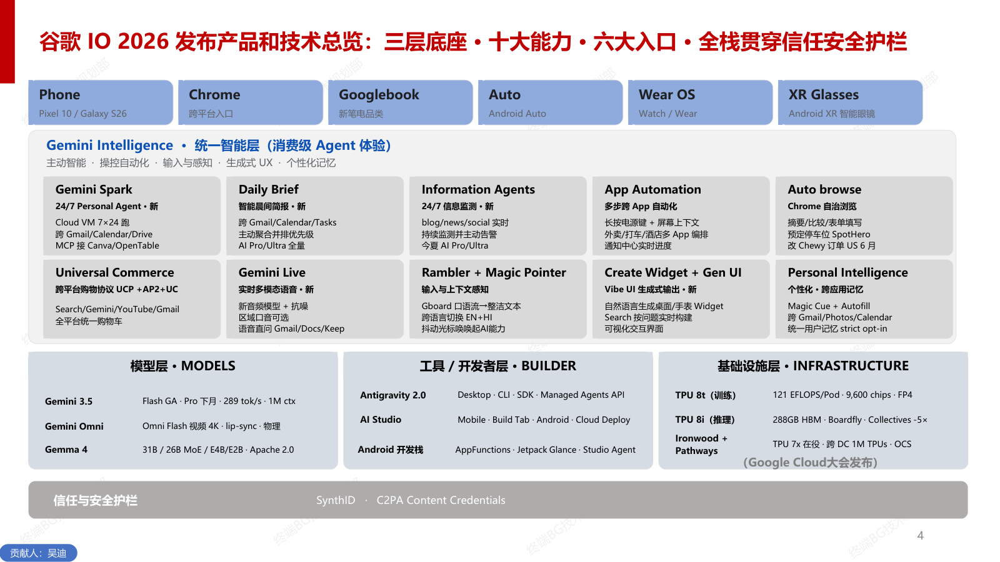 谷歌 IO 2026 发布产品和技术总览：三层底座 • 十大能力 • 六大入口 • 全栈贯穿信任安全护栏
Phone
Pixel 10 / Galaxy S26
Chrome
跨平台入口
Googlebook
新笔电品类
Auto
Android Auto
Wear OS
Watch / Wear
XR Glasses
Android XR 智能眼镜
Gemini Intelligence • 统一智能层（消费级 Agent 体验）
主动智能 · 操控自动化 · 输入与感知 · 生成式 UX · 个性化记忆
Gemini Spark
24/7 Personal Agent • 新
Cloud VM 7×24 跑
跨 Gmail/Calendar/Drive
MCP 接 Canva/OpenTable
Daily Brief
智能晨间简报 • 新
跨 Gmail/Calendar/Tasks
主动聚合并排优先级
AI Pro/Ultra 全量
Information Agents
24/7 信息监测 • 新
blog/news/social 实时
持续监测并主动告警
今夏 AI Pro/Ultra
App Automation
多步跨 App 自动化
长按电源键 + 屏幕上下文
外卖/打车/酒店多 App 编排
通知中心实时进度
Auto browse
Chrome 自治浏览
摘要/比较/表单填写
预定停车位 SpotHero
改 Chewy 订单 US 6 月
Universal Commerce
跨平台购物协议 UCP +AP2+UC
Search/Gemini/YouTube/Gmail
全平台统一购物车
Gemini Live
实时多模态语音 • 新
新音频模型 + 抗噪
区域口音可选
语音直问 Gmail/Docs/Keep
Rambler + Magic Pointer
输入与上下文感知
Gboard 口语流→整洁文本
跨语言切换 EN+HI
抖动光标唤唤起AI能力
Create Widget + Gen UI
Vibe UI 生成式输出 • 新
自然语言生成桌面/手表 Widget
Search 按问题实时构建
可视化交互界面
Personal Intelligence
个性化 • 跨应用记忆
Magic Cue + Autofill
跨 Gmail/Photos/Calendar
统一用户记忆 strict opt-in
模型层 • MODELS
Gemini 3.5 Flash GA · Pro 下月 · 289 tok/s · 1M ctx
Gemini Omni Omni Flash 视频 4K · lip-sync · 物理
Gemma 4 31B / 26B MoE / E4B/E2B · Apache 2.0
工具 / 开发者层 • BUILDER
Antigravity 2.0 Desktop · CLI · SDK · Managed Agents API
AI Studio Mobile · Build Tab · Android · Cloud Deploy
Android 开发栈 AppFunctions · Jetpack Glance · Studio Agent
基础设施层 • INFRASTRUCTURE
TPU 8t（训练） 121 EFLOPS/Pod · 9,600 chips · FP4
TPU 8i（推理） 288GB HBM · Boardfly · Collectives -5×
Ironwood +
Pathways
TPU 7x 在役 · 跨 DC 1M TPUs · OCS
（Google Cloud大会发布）
信任与安全护栏 SynthID · C2PA Content Credentials
4
贡献人：吴迪